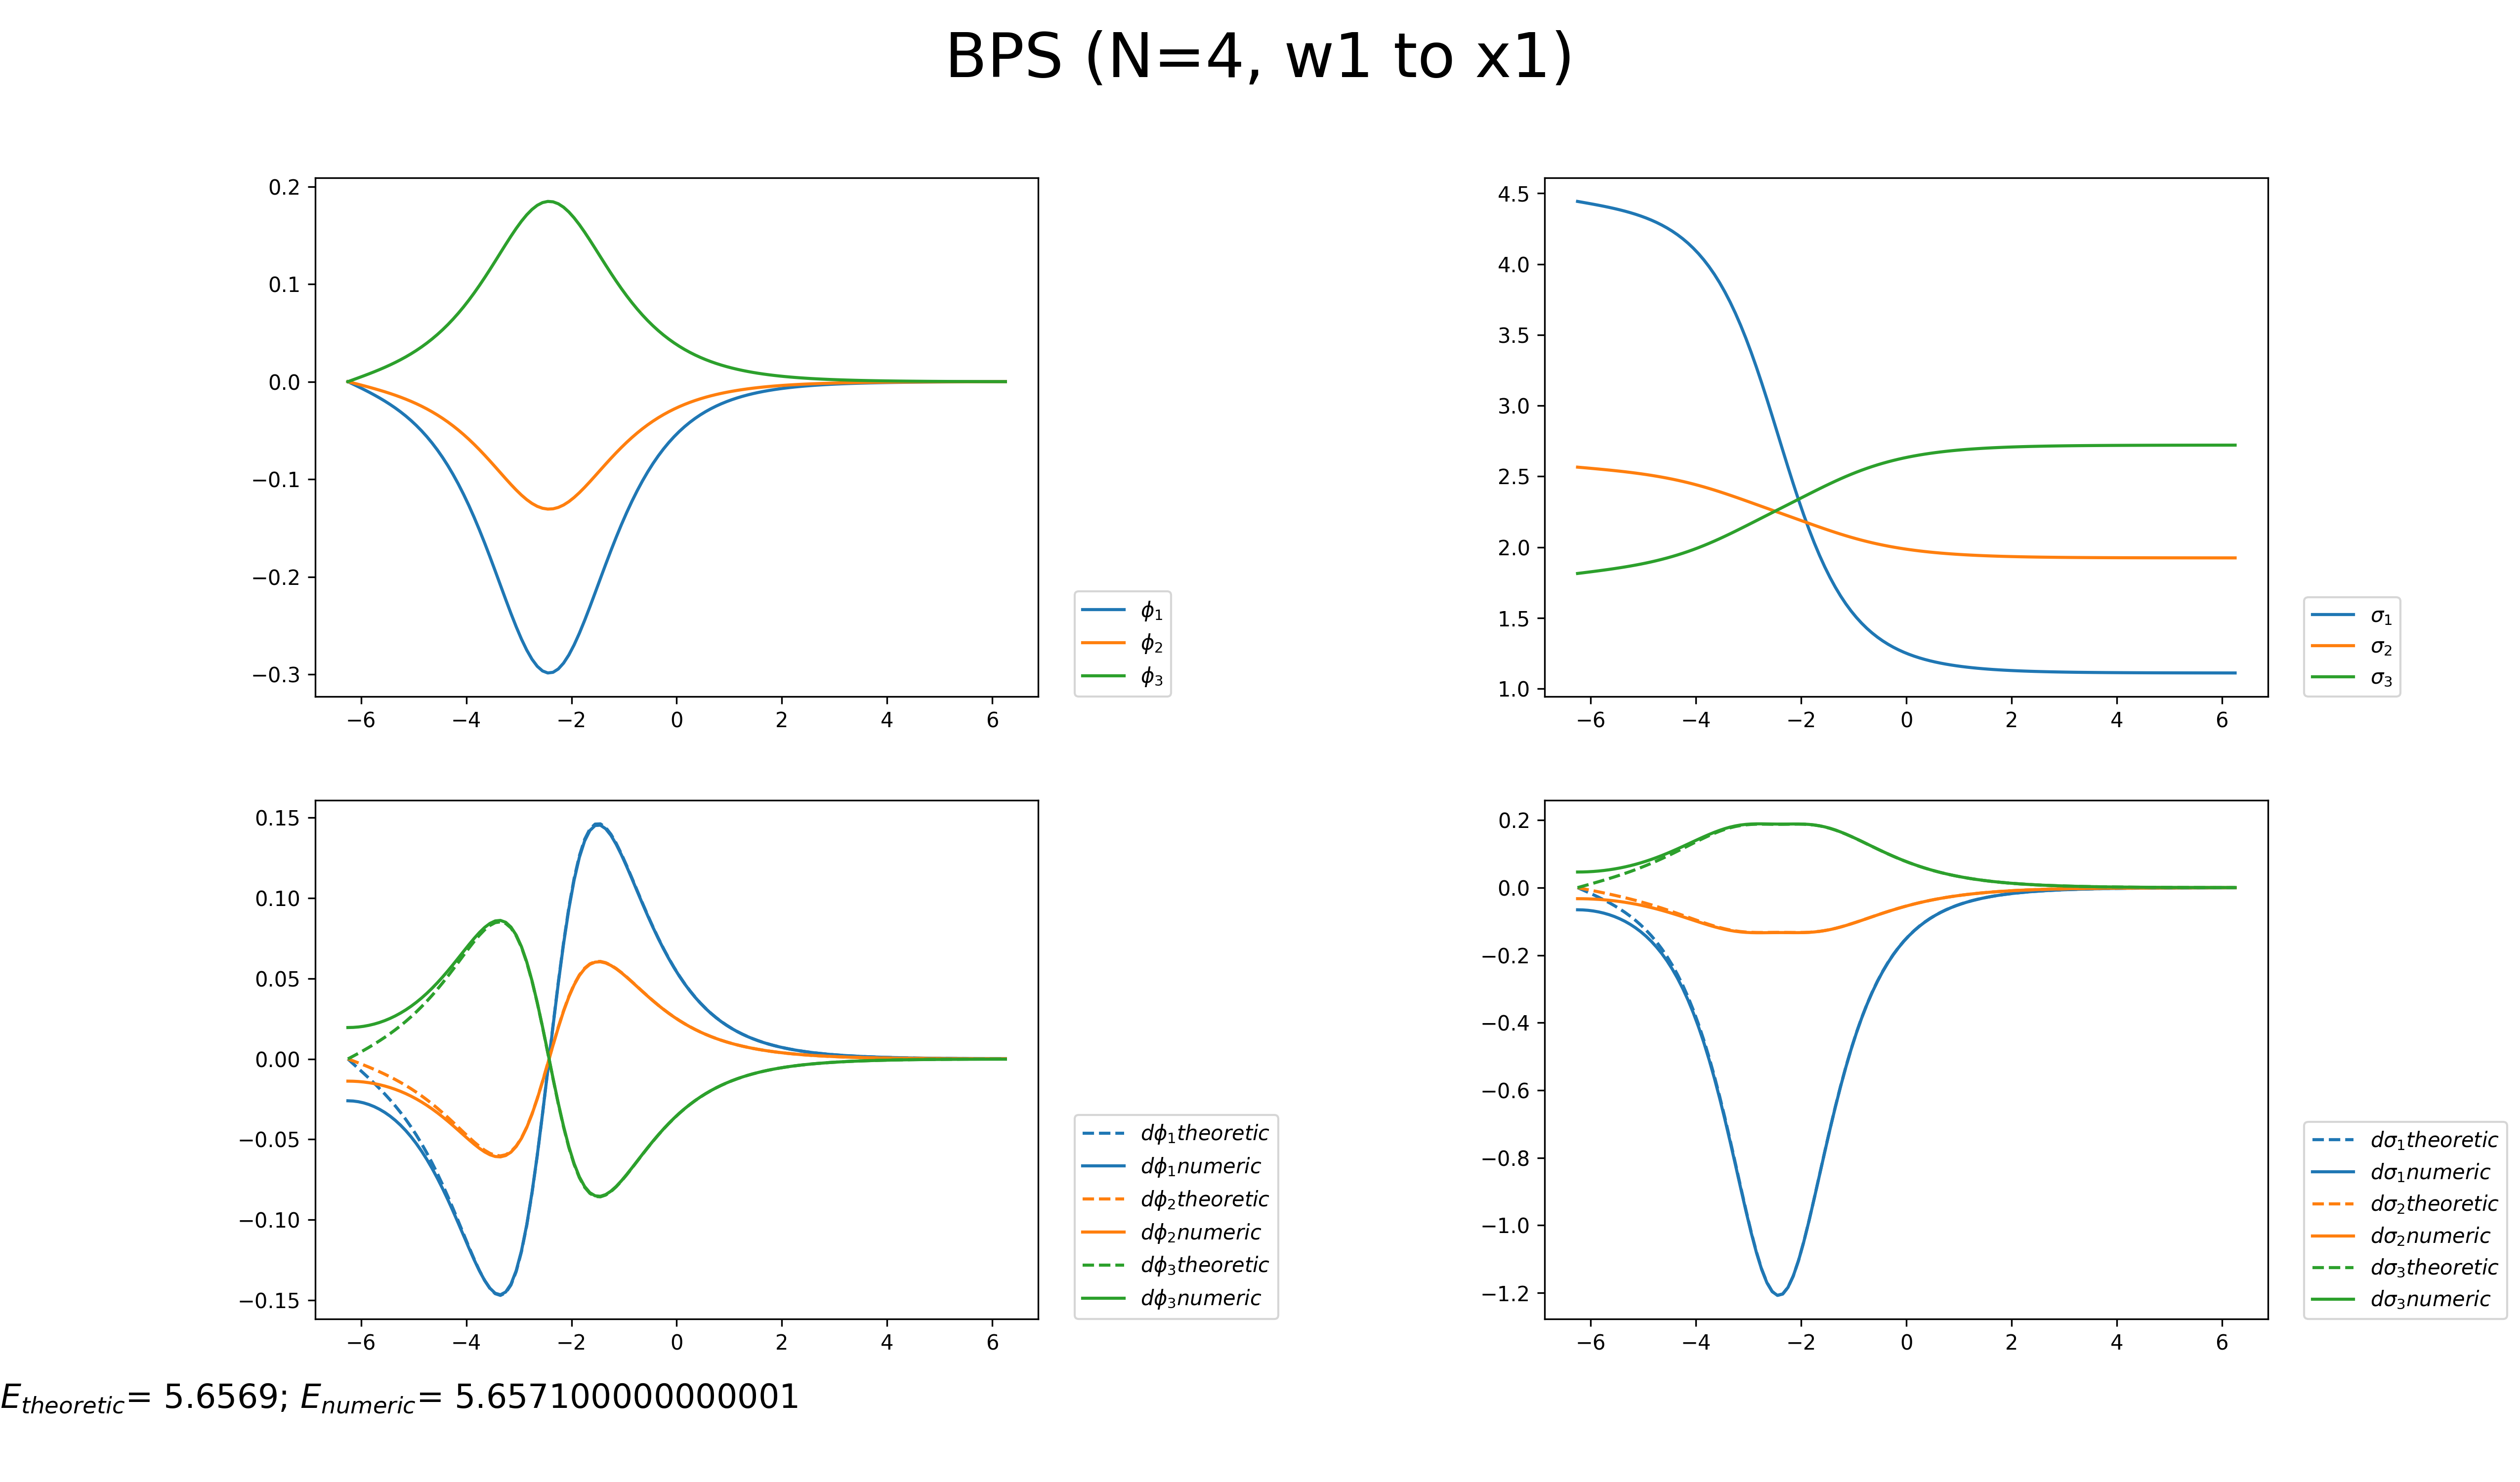 BPS (N=4, w1 to x1)
0.2
0.1
0.0
−0.1
−0.2
−0.3
−6 −4 −2 0 2 4 6
ϕ1
ϕ2
ϕ3
4.5
4.0
3.5
3.0
2.5
2.0
1.5
1.0
−6 −4 −2 0 2 4 6
σ1
σ2
σ3
0.15
0.10
0.05
0.00
−0.05
−0.10
−0.15
−6 −4 −2 0 2 4 6
dϕ1theoretic
dϕ1numeric
dϕ2theoretic
dϕ2numeric
dϕ3theoretic
dϕ3numeric
0.2
0.0
−0.2
−0.4
−0.6
−0.8
−1.0
−1.2
−6 −4 −2 0 2 4 6
dσ1theoretic
dσ1numeric
dσ2theoretic
dσ2numeric
dσ3theoretic
dσ3numeric
Etheoretic= 5.6569; Enumeric= 5.657100000000001